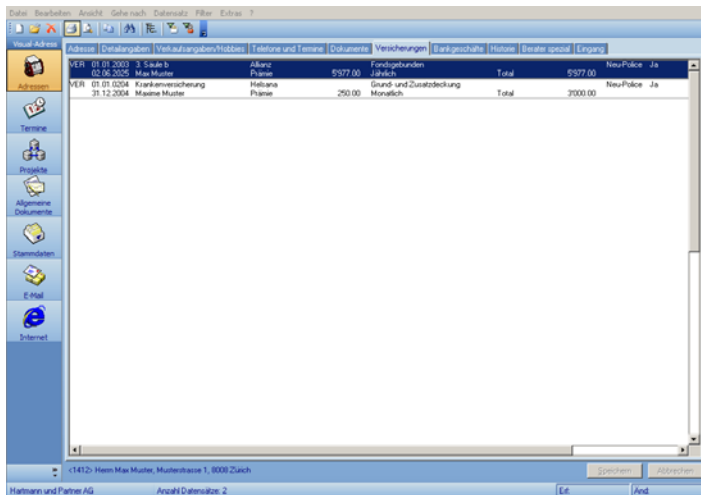 Datei Bearbeiten Ansicht Gehe nach Datensatz Filter Extras ?
Visual-Adress
Adresse Detailangaben Verkaufsangaben/Hobbies Telefone und Termine Dokumente Versicherungen Bankgeschäfte Historie Berater spezial Eingang
VER 01.01.2003 3. Säule b Allianz Fondsgebunden Neu-Police Ja
02.06.2025 Max Muster Prämie 5'977.00 Jährlich Total 5'977.00
VER 01.01.0204 Krankenversicherung Helsana Grund- und Zusatzdeckung Neu-Police Ja
31.12.2004 Maxime Muster Prämie 250.00 Monatlich Total 3'000.00
Adressen
Termine
Projekte
Allgemeine
Dokumente
Stammdaten
E-Mail
Internet
<1412> Herrn Max Muster, Musterstrasse 1, 8008 Zürich
Speichern Abbrechen
Hartmann und Partner AG Anzahl Datensätze: 2 Erf: Änd: